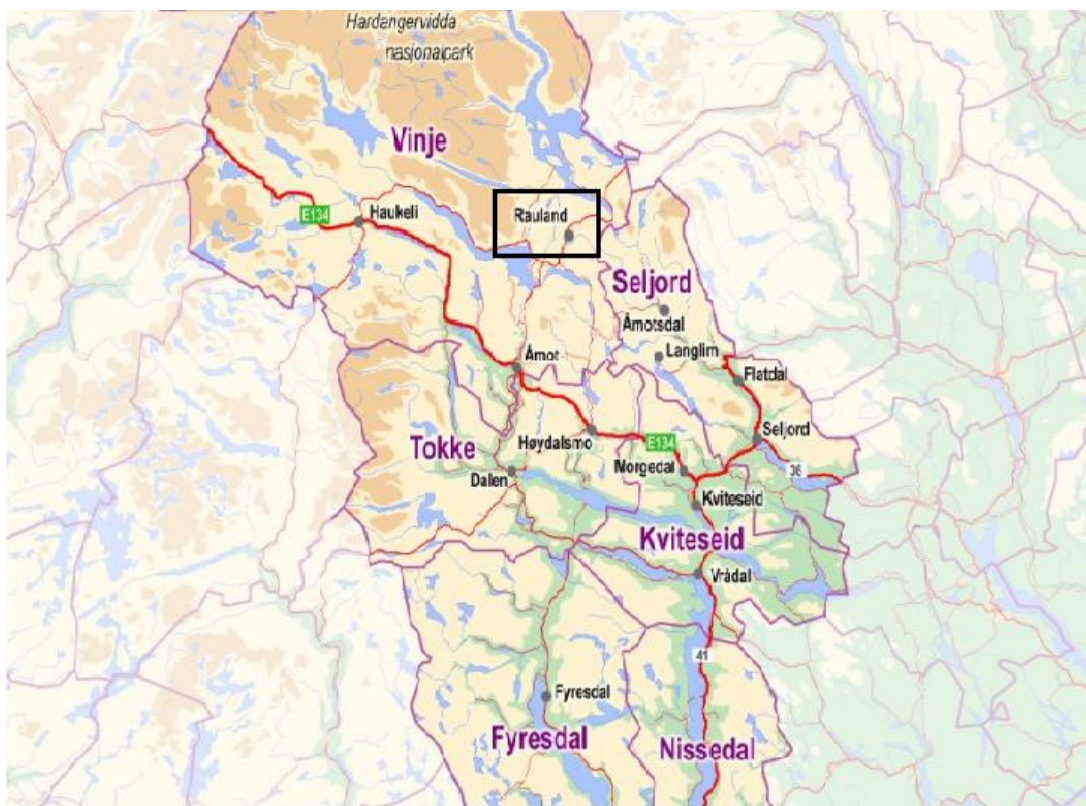 Hardangervidda
nasjonalpark
Vinje
Rauland
E134
Haukeli
Seljord
Åmotsdal
Langlim
Åmot
Flatdal
Høydalsmo
E134
Seljord
Tokke
Morgedal
36
Dalen
Kviteseid
Kviteseid
Vrådal
41
Fyresdal
Fyresdal
Nissedal